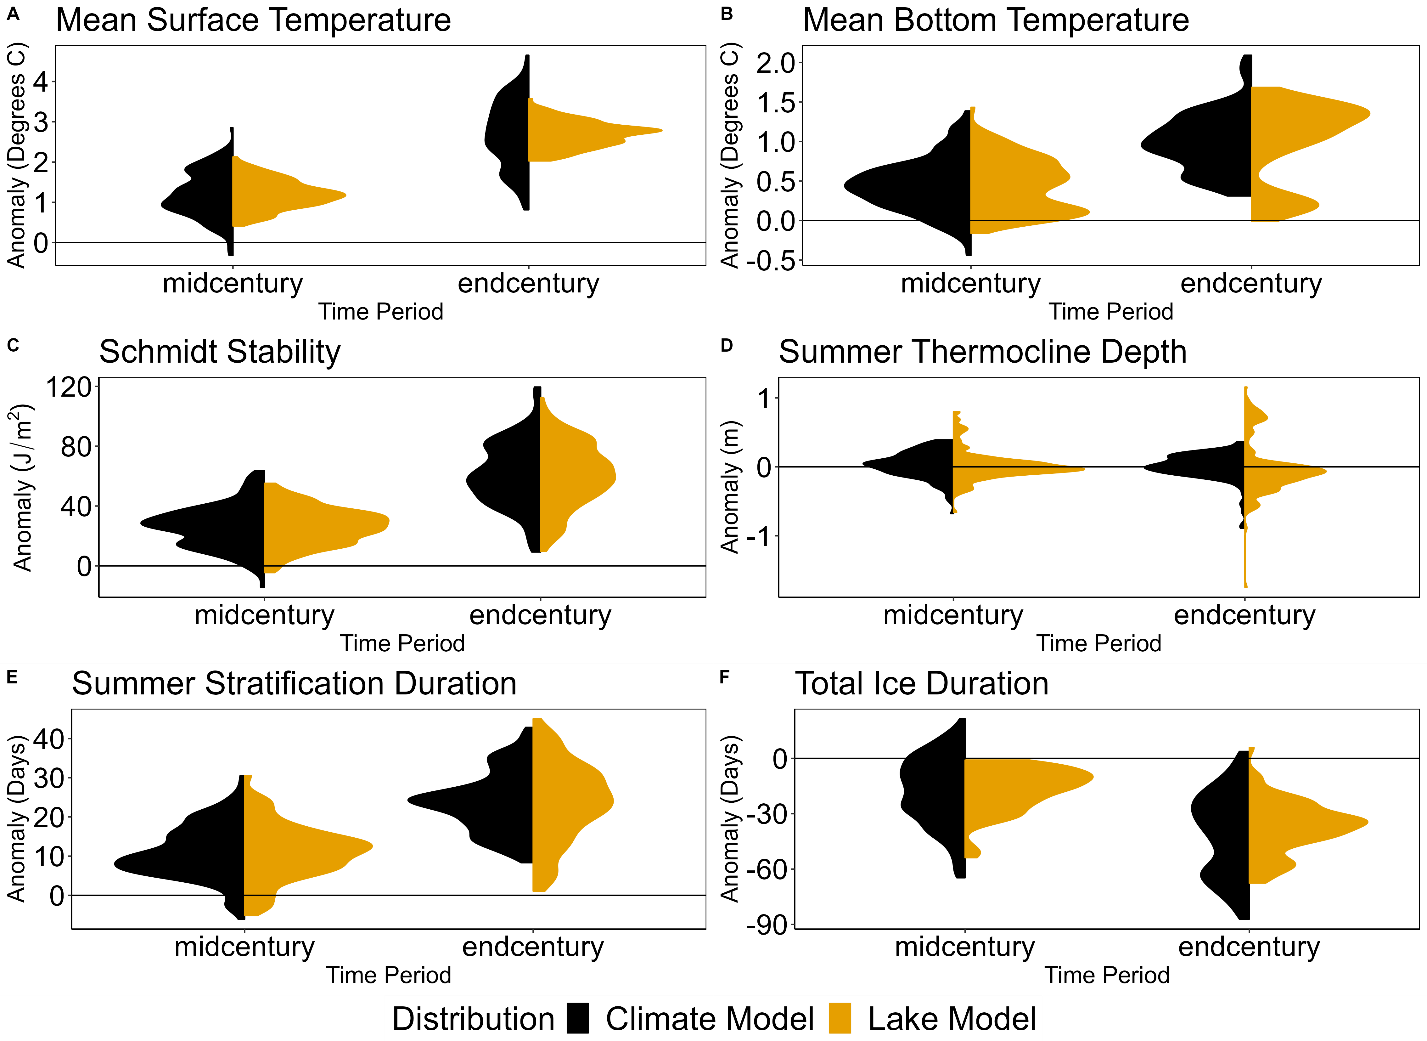 A Mean Surface Temperature
Anomaly (Degrees C)
4
3
2
1
0
midcentury endcentury
Time Period
B Mean Bottom Temperature
Anomaly (Degrees C)
2.0
1.5
1.0
0.5
0.0
-0.5
midcentury endcentury
Time Period
C Schmidt Stability
Anomaly (J/m²)
120
80
40
0
midcentury endcentury
Time Period
D Summer Thermocline Depth
Anomaly (m)
1
0
-1
midcentury endcentury
Time Period
E Summer Stratification Duration
Anomaly (Days)
40
30
20
10
0
midcentury endcentury
Time Period
F Total Ice Duration
Anomaly (Days)
0
-30
-60
-90
midcentury endcentury
Time Period
Distribution Climate Model Lake Model